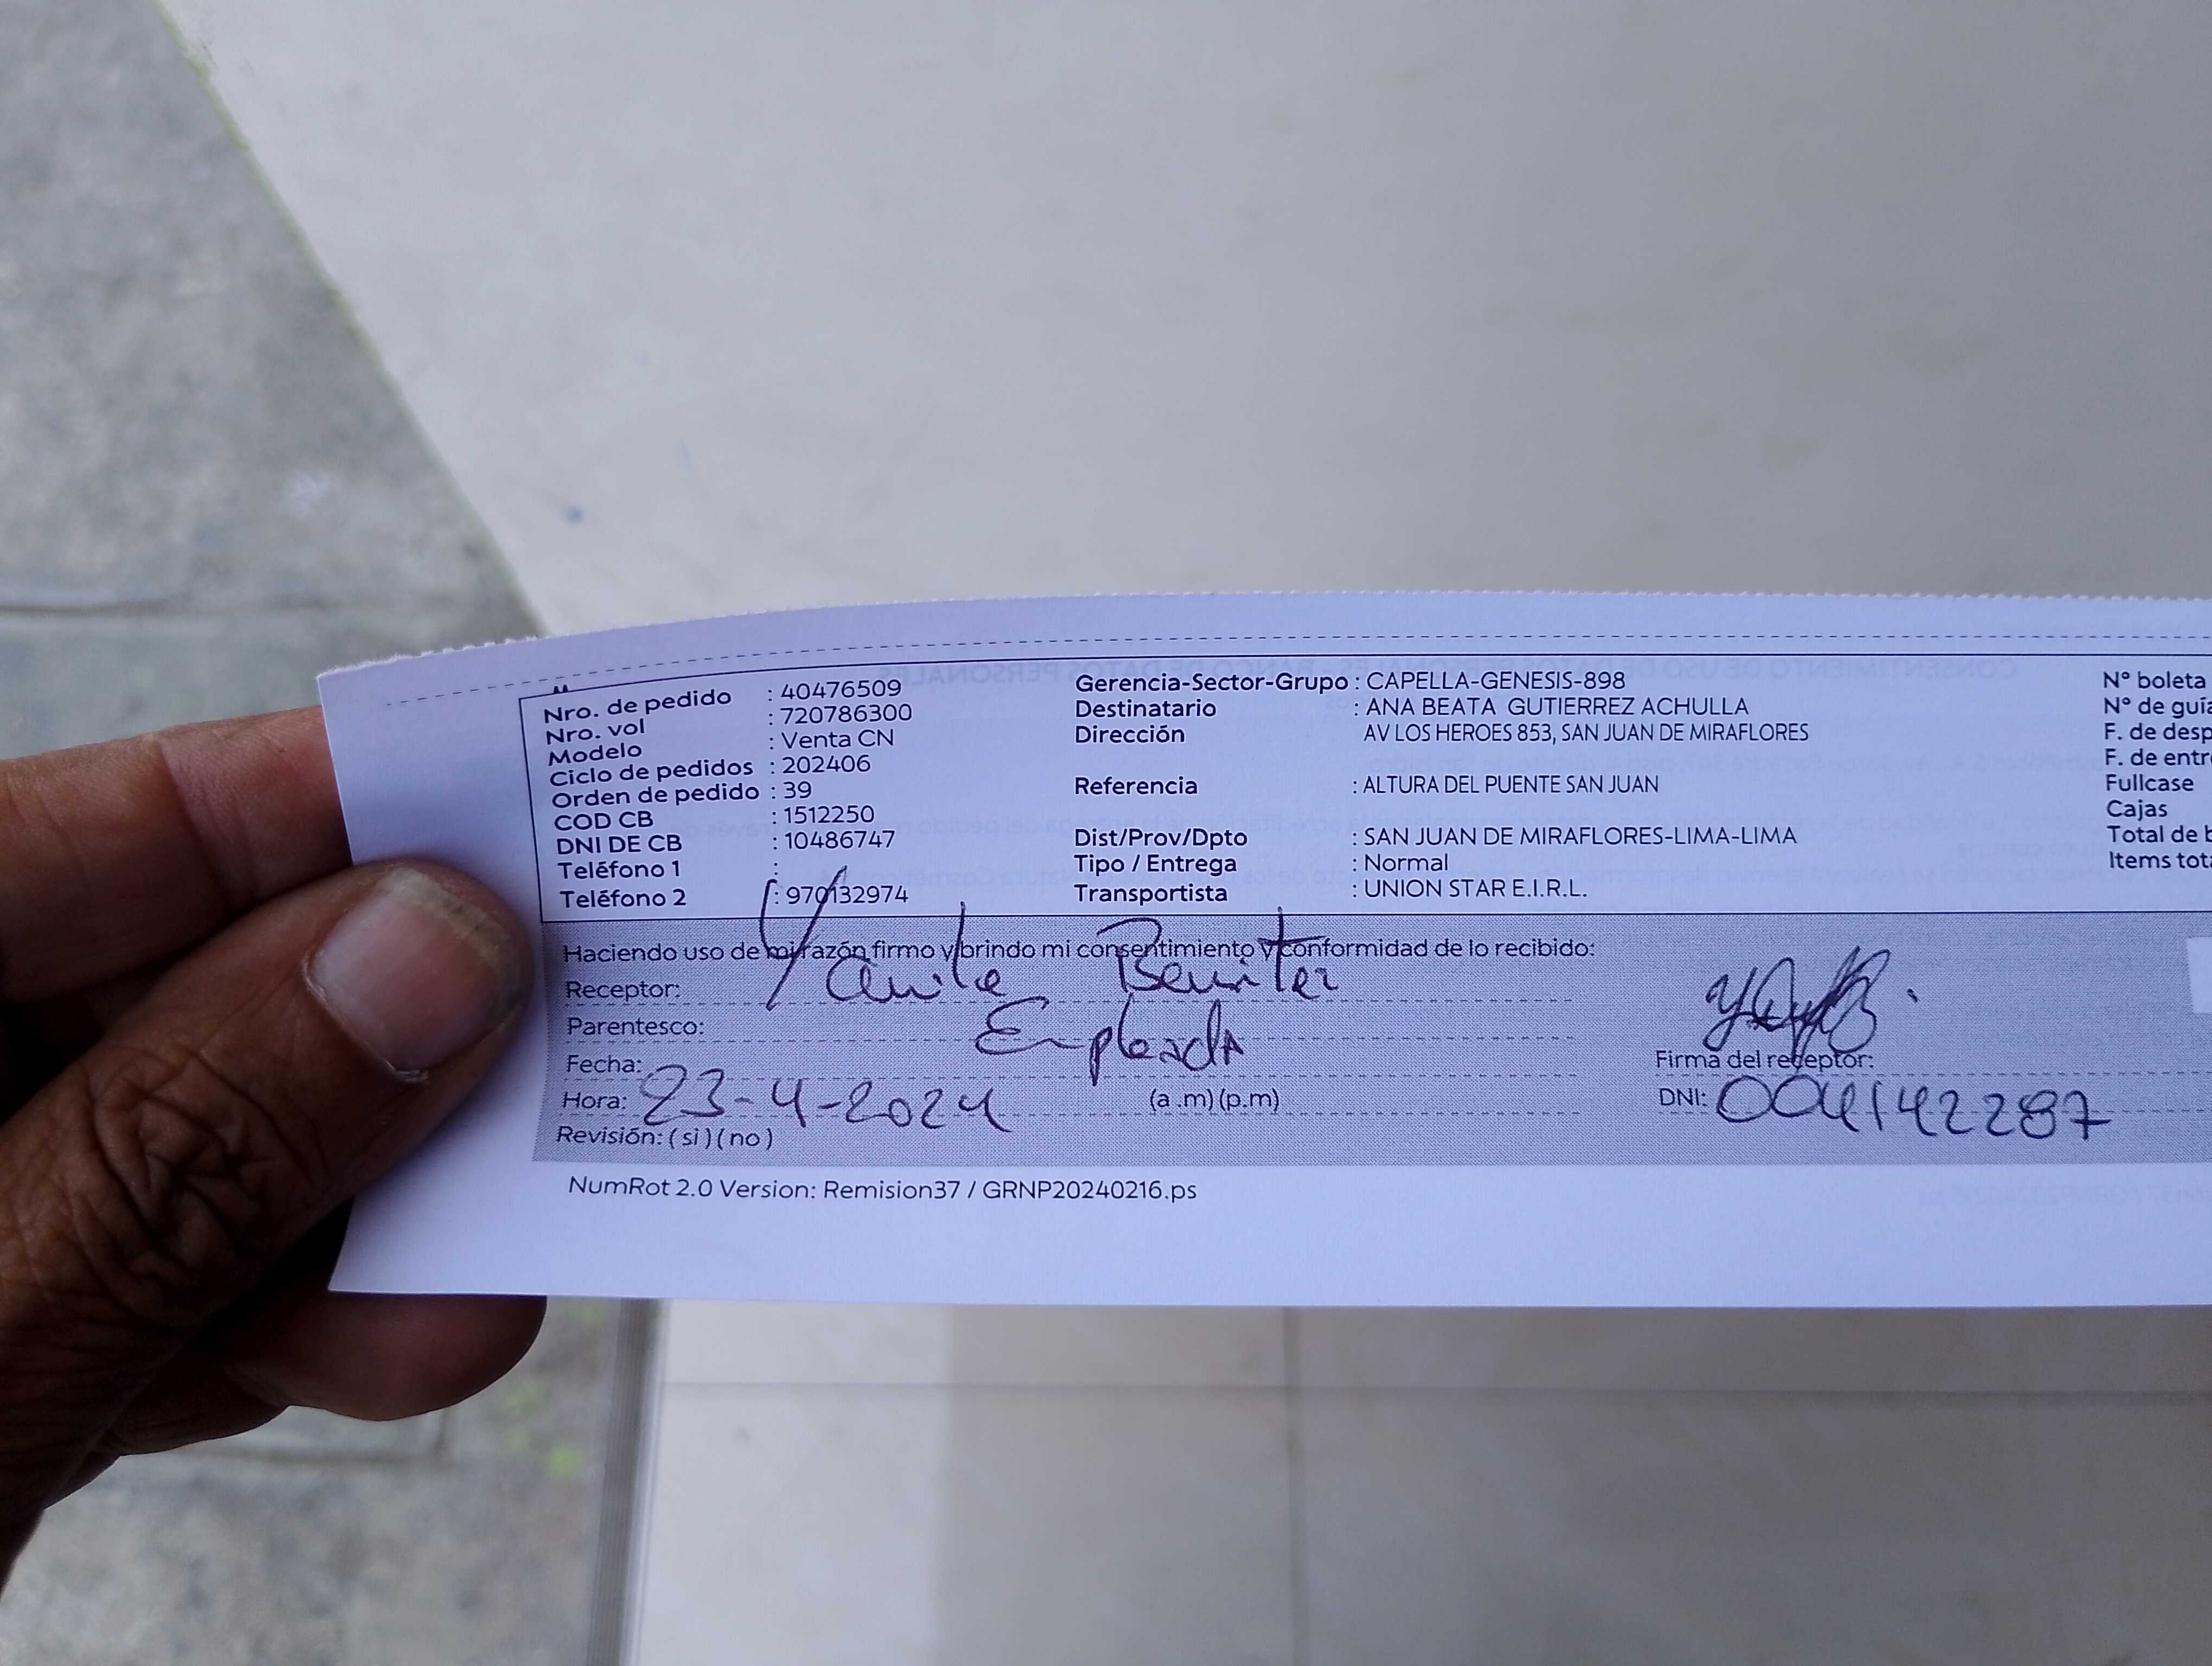 Nro. de pedido : 40476509
Nro. vol : 720786300
Modelo : Venta CN
Ciclo de pedidos : 202406
Orden de pedido : 39
COD CB : 1512250
DNI DE CB : 10486747
Teléfono 1 :
Teléfono 2 : 970132974
Gerencia-Sector-Grupo : CAPELLA-GENESIS-898
Destinatario : ANA BEATA GUTIERREZ ACHULLA
Dirección AV LOS HEROES 853, SAN JUAN DE MIRAFLORES
Referencia : ALTURA DEL PUENTE SAN JUAN
Dist/Prov/Dpto : SAN JUAN DE MIRAFLORES-LIMA-LIMA
Tipo / Entrega : Normal
Transportista : UNION STAR E.I.R.L.
N° boleta
N° de guía
F. de desp
F. de entr
Fullcase
Cajas
Total de b
Items tot
Haciendo uso de mi razón firmo y brindo mi consentimiento y conformidad de lo recibido:
Receptor: Benitez
Parentesco: Empleada
Fecha: 23-4-2024
Hora: (a .m) (p.m)
Revisión: ( si ) ( no )
Firma del receptor:
DNI: 004142287
NumRot 2.0 Version: Remision37 / GRNP20240216.ps